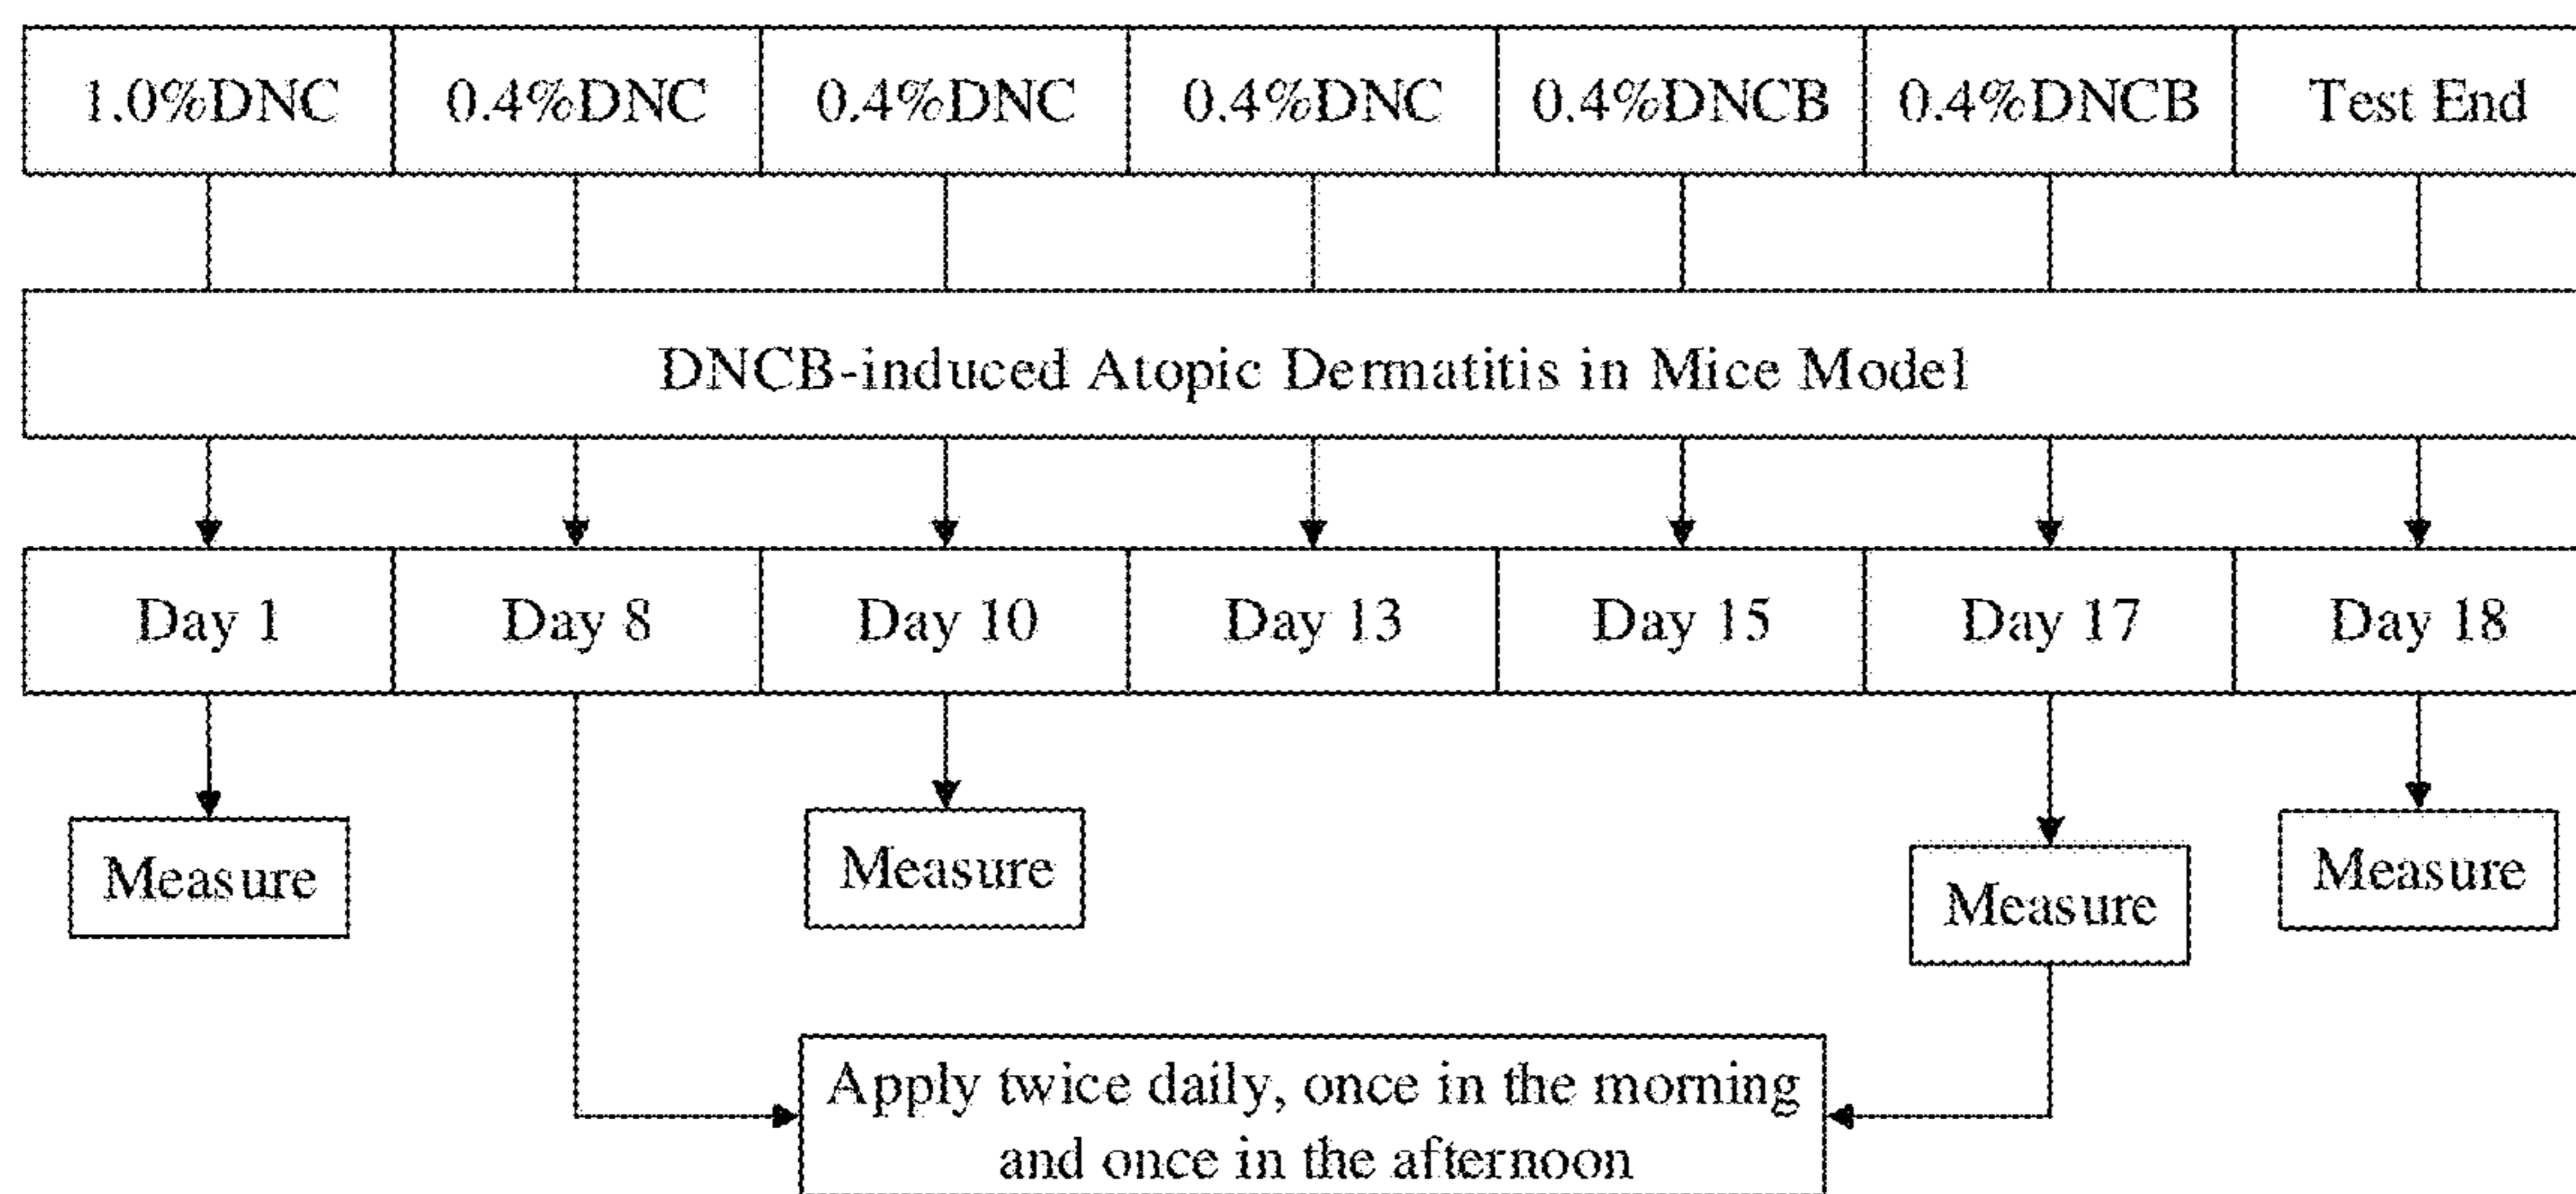 1.0%DNC
0.4%DNC
0.4%DNC
0.4%DNC
0.4%DNCB
0.4%DNCB
Test End
DNCB-induced Atopic Dermatitis in Mice Model
Day 1
Day 8
Day 10
Day 13
Day 15
Day 17
Day 18
Measure
Measure
Measure
Measure
Apply twice daily, once in the morning
and once in the afternoon